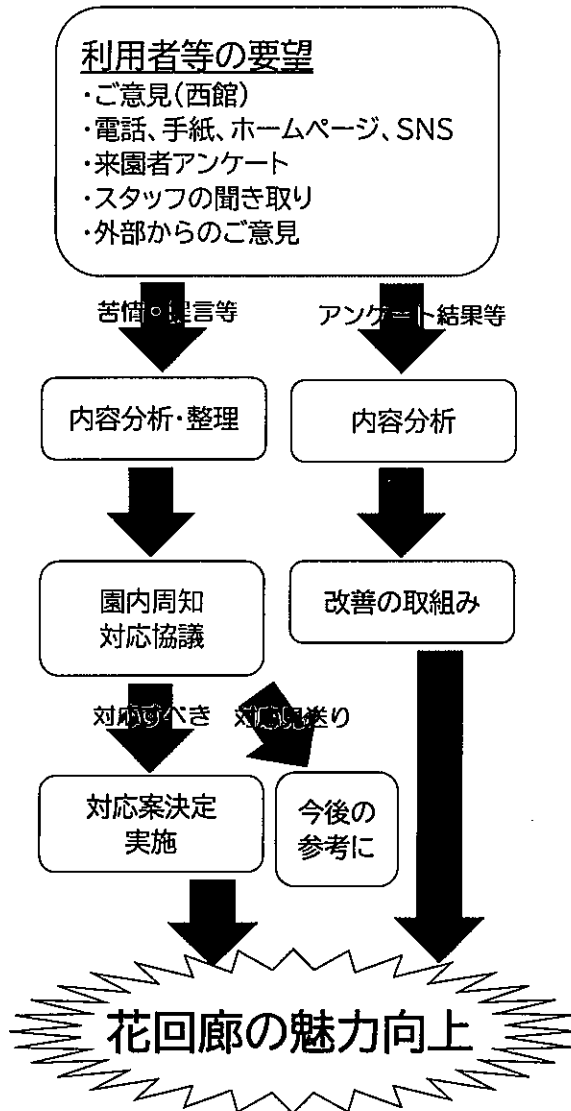 利用者等の要望
・ご意見(西館)
・電話、手紙、ホームページ、SNS
・来園者アンケート
・スタッフの聞き取り
・外部からのご意見
苦情・提言等
アンケート結果等
内容分析・整理
内容分析
園内周知
対応協議
改善の取組み
対応すべき
対応見送り
対応案決定
実施
今後の
参考に
花回廊の魅力向上